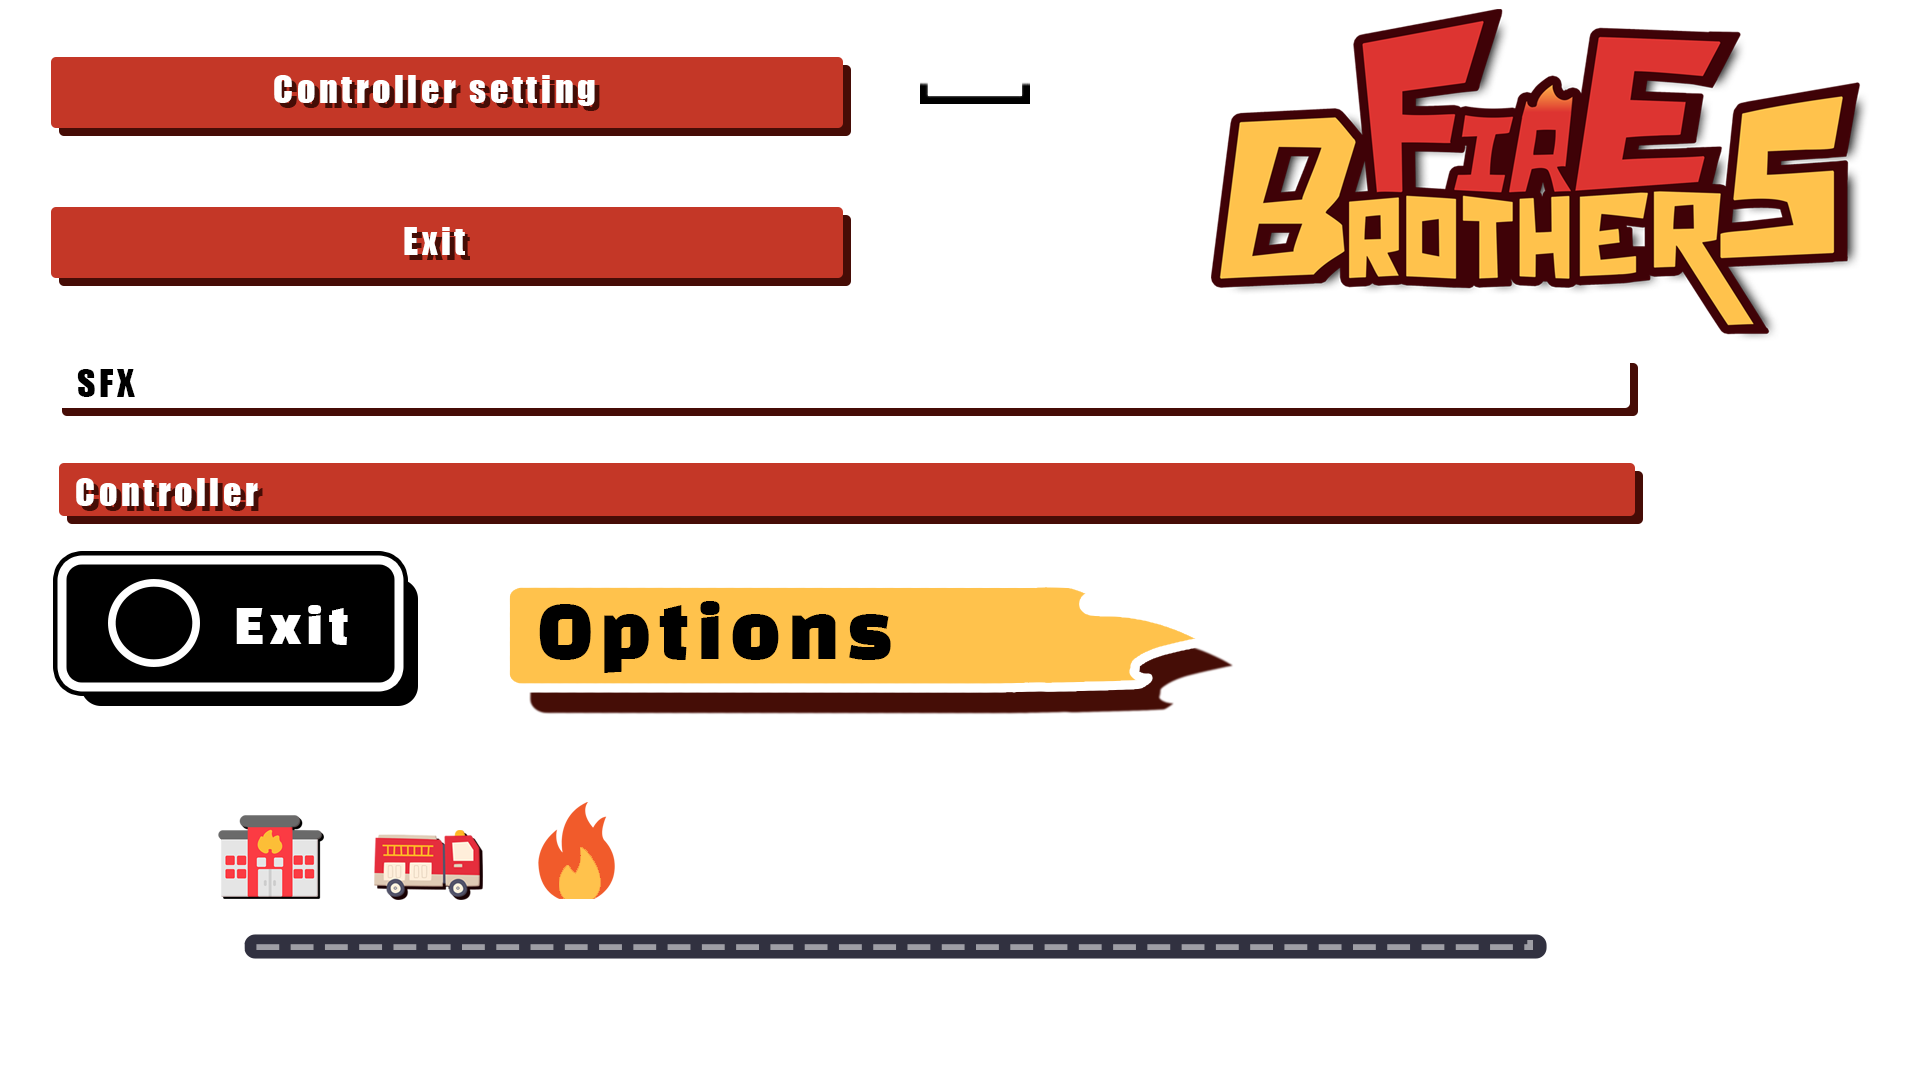 Controller setting
FIRE
BROTHERS
Exit
SFX
Controller
Exit
Options